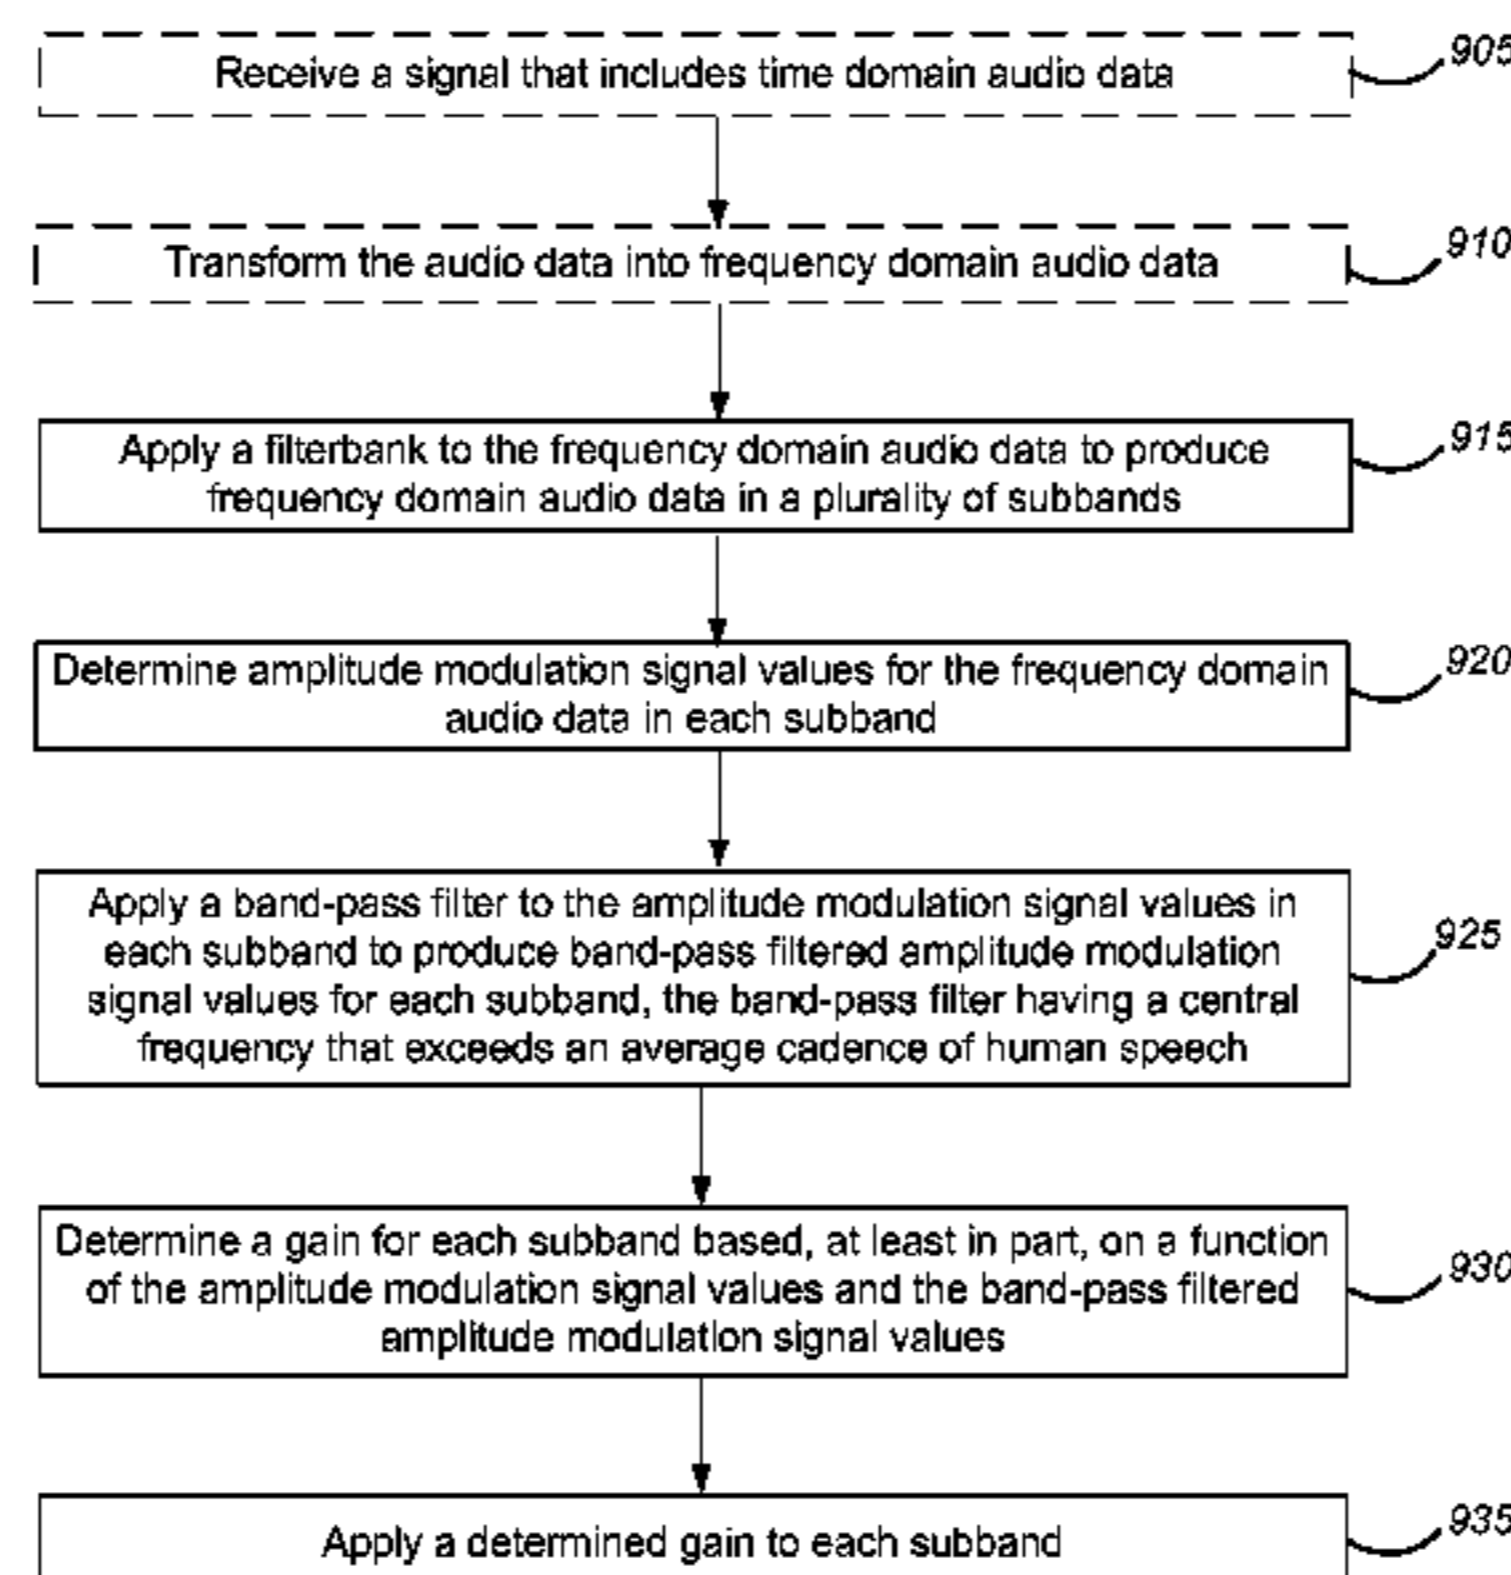 Receive a signal that includes time domain audio data
905
Transform the audio data into frequency domain audio data
910
Apply a filterbank to the frequency domain audio data to produce
frequency domain audio data in a plurality of subbands
915
Determine amplitude modulation signal values for the frequency domain
audio data in each subband
920
Apply a band-pass filter to the amplitude modulation signal values in
each subband to produce band-pass filtered amplitude modulation
signal values for each subband, the band-pass filter having a central
frequency that exceeds an average cadence of human speech
925
Determine a gain for each subband based, at least in part, on a function
of the amplitude modulation signal values and the band-pass filtered
amplitude modulation signal values
930
Apply a determined gain to each subband
935